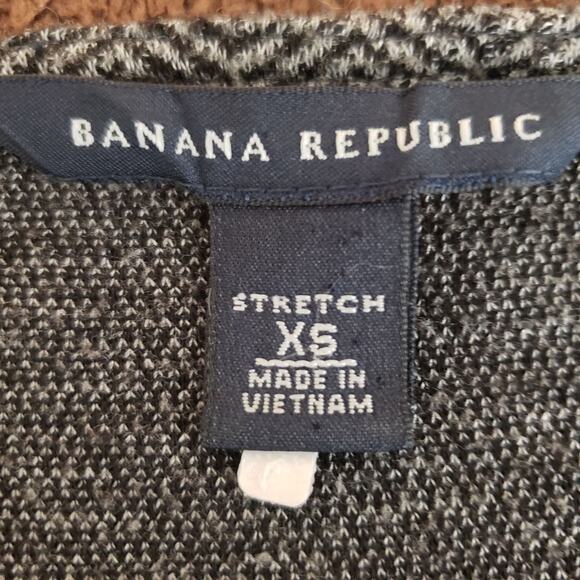 BANANA REPUBLIC
STRETCH
XS
MADE IN
VIETNAM